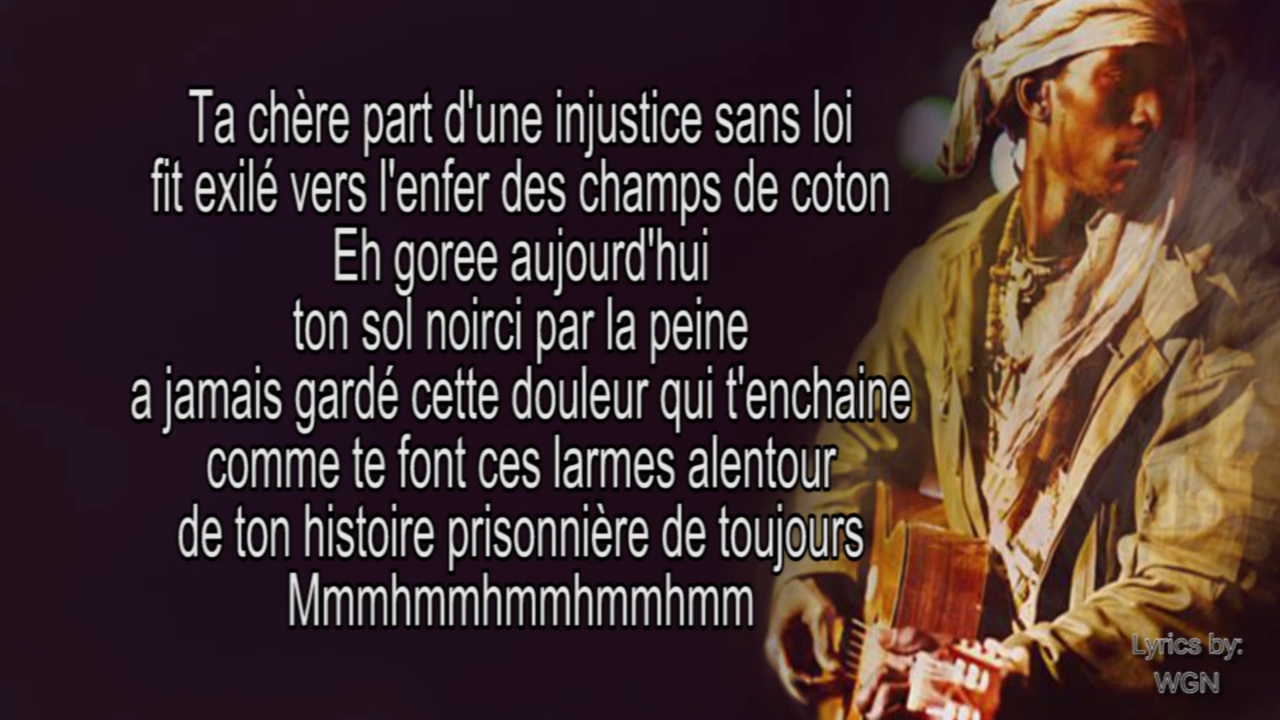 Ta chère part d'une injustice sans loi
fit exilé vers l'enfer des champs de coton
Eh goree aujourd'hui
ton sol noirci par la peine
a jamais gardé cette douleur qui t'enchaine
comme te font ces larmes alentour
de ton histoire prisonnière de toujours
Mmmhmmhmmhmmhmm
Lyrics by:
WGN